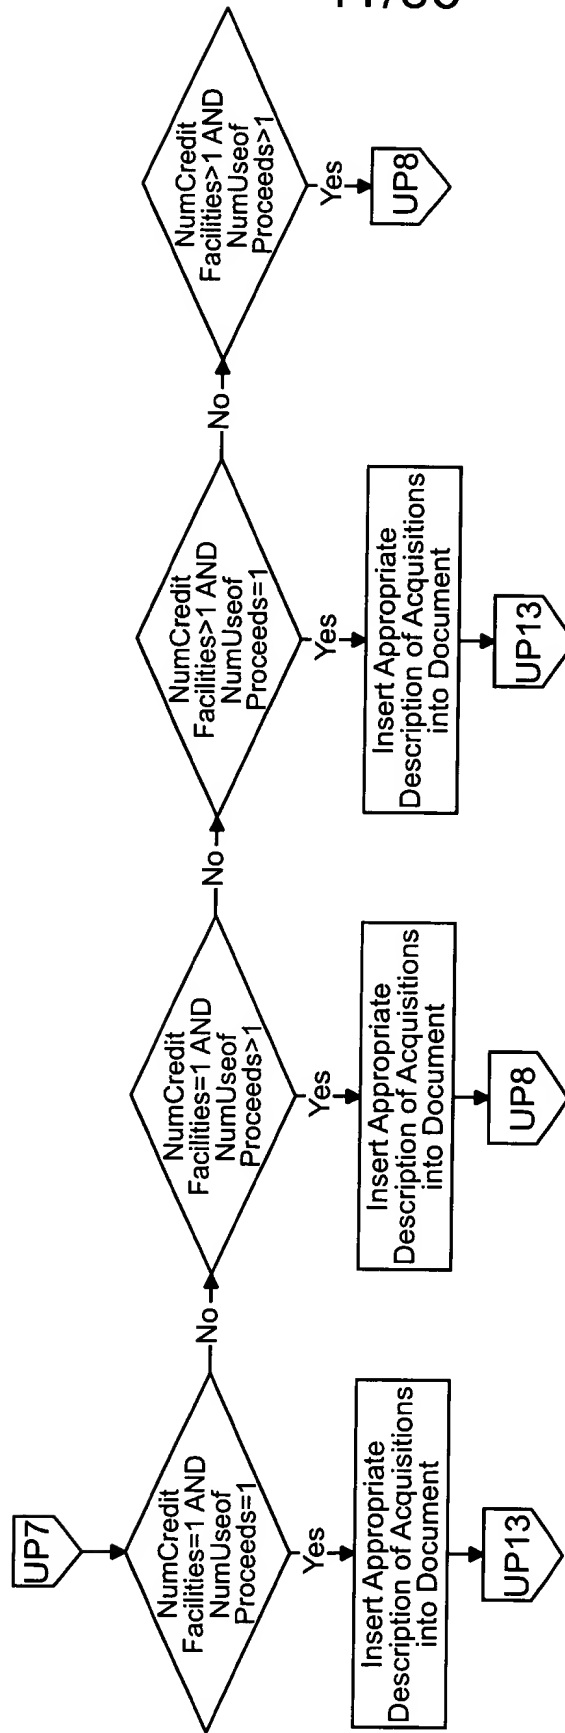 UP7
NumCredit
Facilities=1 AND
NumUseof
Proceeds=1
No
NumCredit
Facilities=1 AND
NumUseof
Proceeds>1
No
NumCredit
Facilities>1 AND
NumUseof
Proceeds=1
No
NumCredit
Facilities>1 AND
NumUseof
Proceeds>1
Yes
Yes
Yes
Yes
Insert Appropriate
Description of Acquisitions
into Document
Insert Appropriate
Description of Acquisitions
into Document
Insert Appropriate
Description of Acquisitions
into Document
UP8
UP13
UP8
UP13